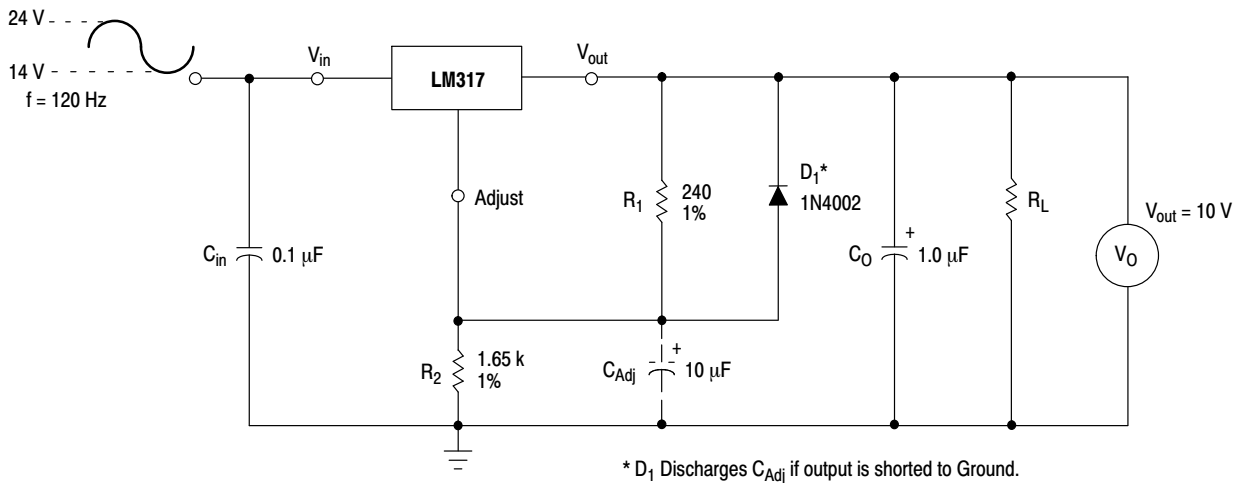 24 V
14 V
f = 120 Hz
V_in
LM317
V_out
Adjust
C_in
0.1 µF
R_1
240
1%
D_1*
1N4002
R_L
V_out = 10 V
V_O
C_O
+
1.0 µF
R_2
1.65 k
1%
C_Adj
+
10 µF
* D_1 Discharges C_Adj if output is shorted to Ground.